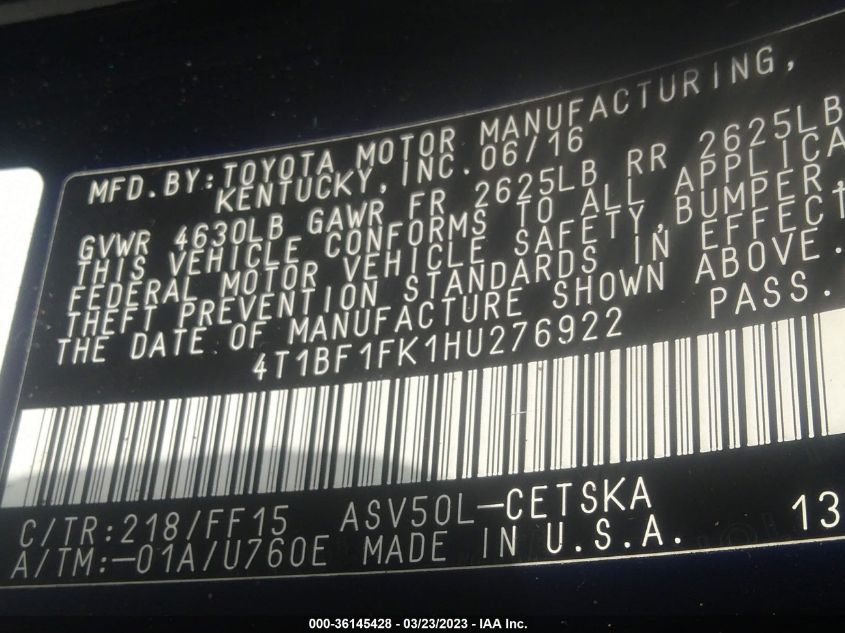 MFD.BY:TOYOTA MOTOR MANUFACTURING,
KENTUCKY,INC.06/16
GVWR 4630LB GAWR FR 2625LB RR 2625LB
THIS VEHICLE CONFORMS TO ALL APPLICA
FEDERAL MOTOR VEHICLE SAFETY,BUMPER,
THEFT PREVENTION STANDARDS IN EFFECT
THE DATE OF MANUFACTURE SHOWN ABOVE.
4T1BF1FK1HU276922 PASS.
C/TR:218/FF15 ASV50L-CETSKA
A/TM:-01A/U760E MADE IN U.S.A. 13
000-36145428 - 03/23/2023 - IAA Inc.